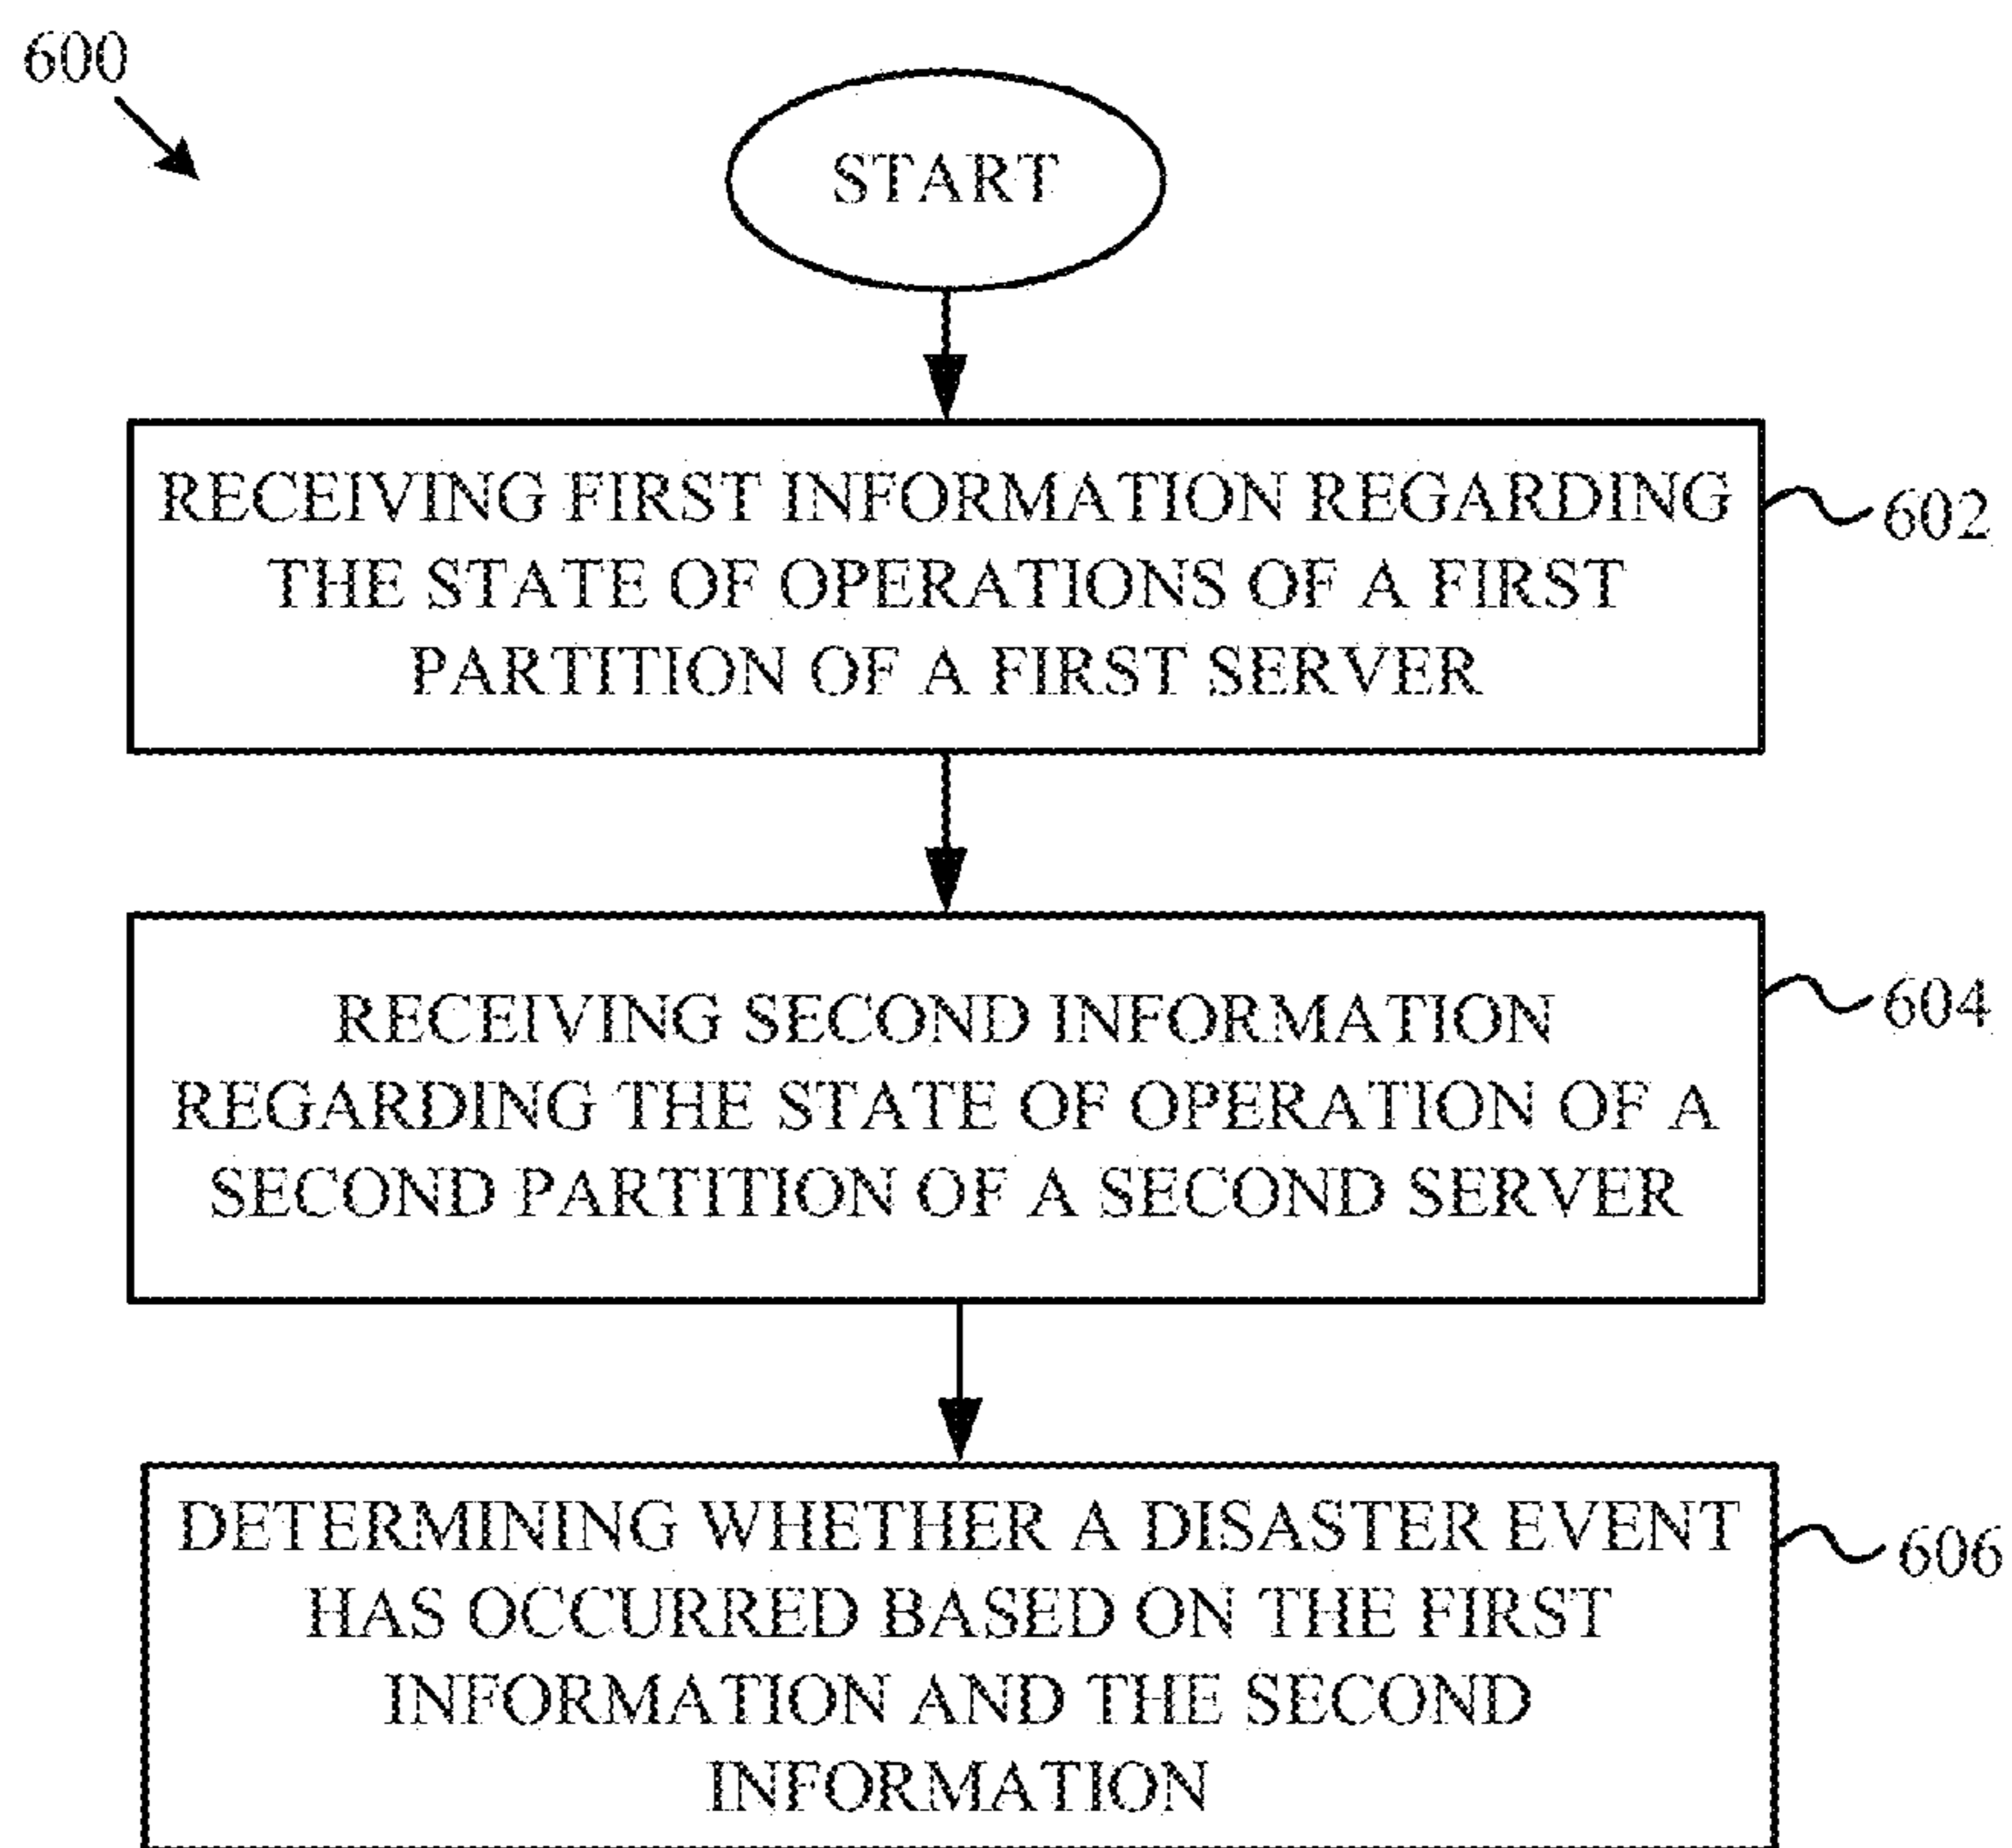 600
START
RECEIVING FIRST INFORMATION REGARDING
THE STATE OF OPERATIONS OF A FIRST
PARTITION OF A FIRST SERVER
602
RECEIVING SECOND INFORMATION
REGARDING THE STATE OF OPERATION OF A
SECOND PARTITION OF A SECOND SERVER
604
DETERMINING WHETHER A DISASTER EVENT
HAS OCCURRED BASED ON THE FIRST
INFORMATION AND THE SECOND
INFORMATION
606